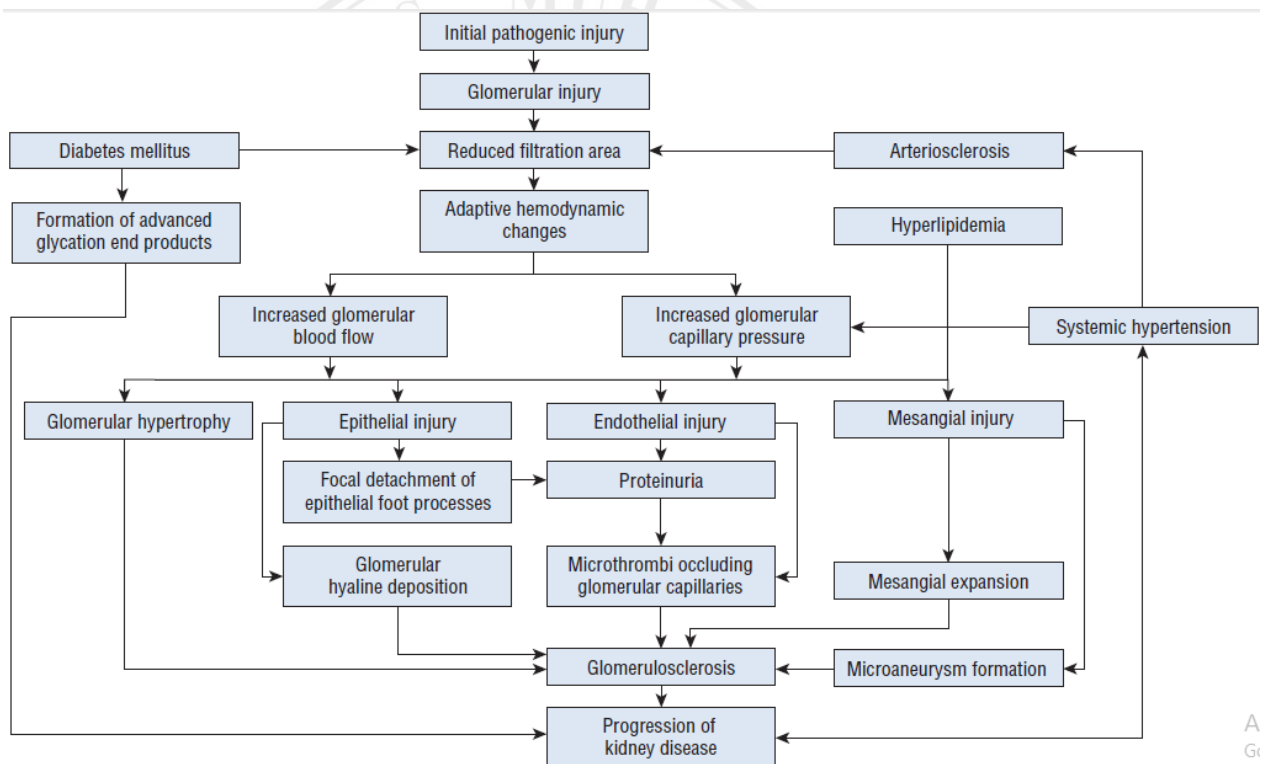 Initial pathogenic injury
Glomerular injury
Diabetes mellitus
Reduced filtration area
Arteriosclerosis
Formation of advanced
glycation end products
Adaptive hemodynamic
changes
Hyperlipidemia
Increased glomerular
blood flow
Increased glomerular
capillary pressure
Systemic hypertension
Glomerular hypertrophy
Epithelial injury
Endothelial injury
Mesangial injury
Focal detachment of
epithelial foot processes
Proteinuria
Glomerular
hyaline deposition
Microthrombi occluding
glomerular capillaries
Mesangial expansion
Glomerulosclerosis
Microaneurysm formation
Progression of
kidney disease